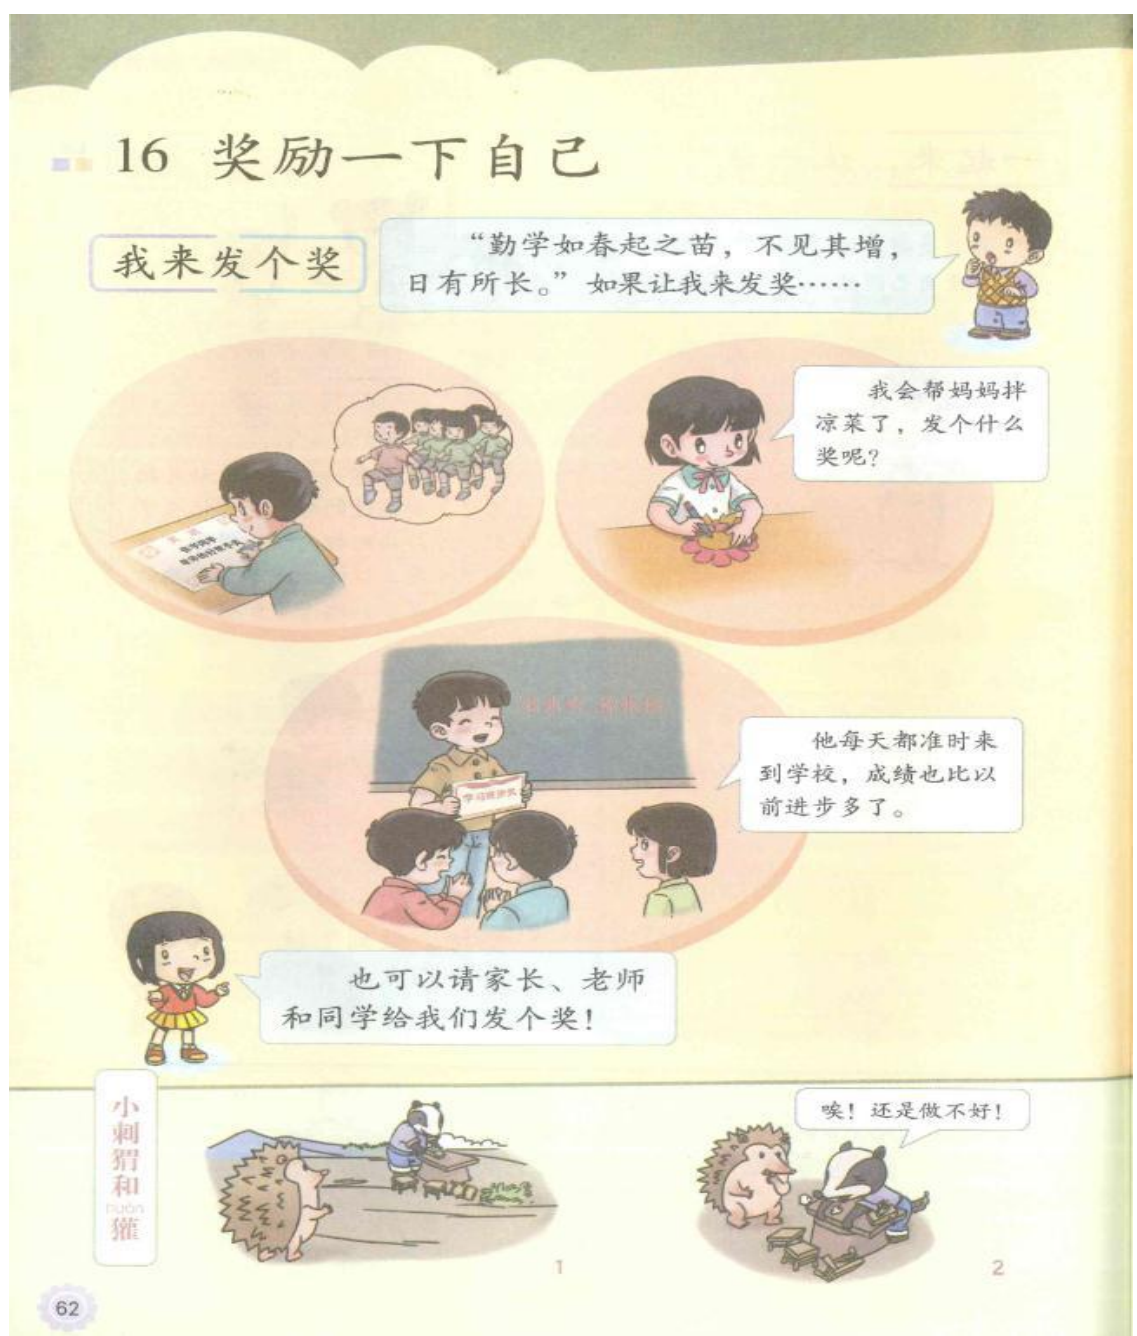 16 奖励一下自己
我来发个奖
“勤学如春起之苗，不见其增，
日有所长。”如果让我来发奖……
我会帮妈妈拌
凉菜了，发个什么
奖呢？
他每天都准时来
到学校，成绩也比以
前进步多了。
也可以请家长、老师
和同学给我们发个奖！
小刺猬和獾
唉！还是做不好！
1
2
62